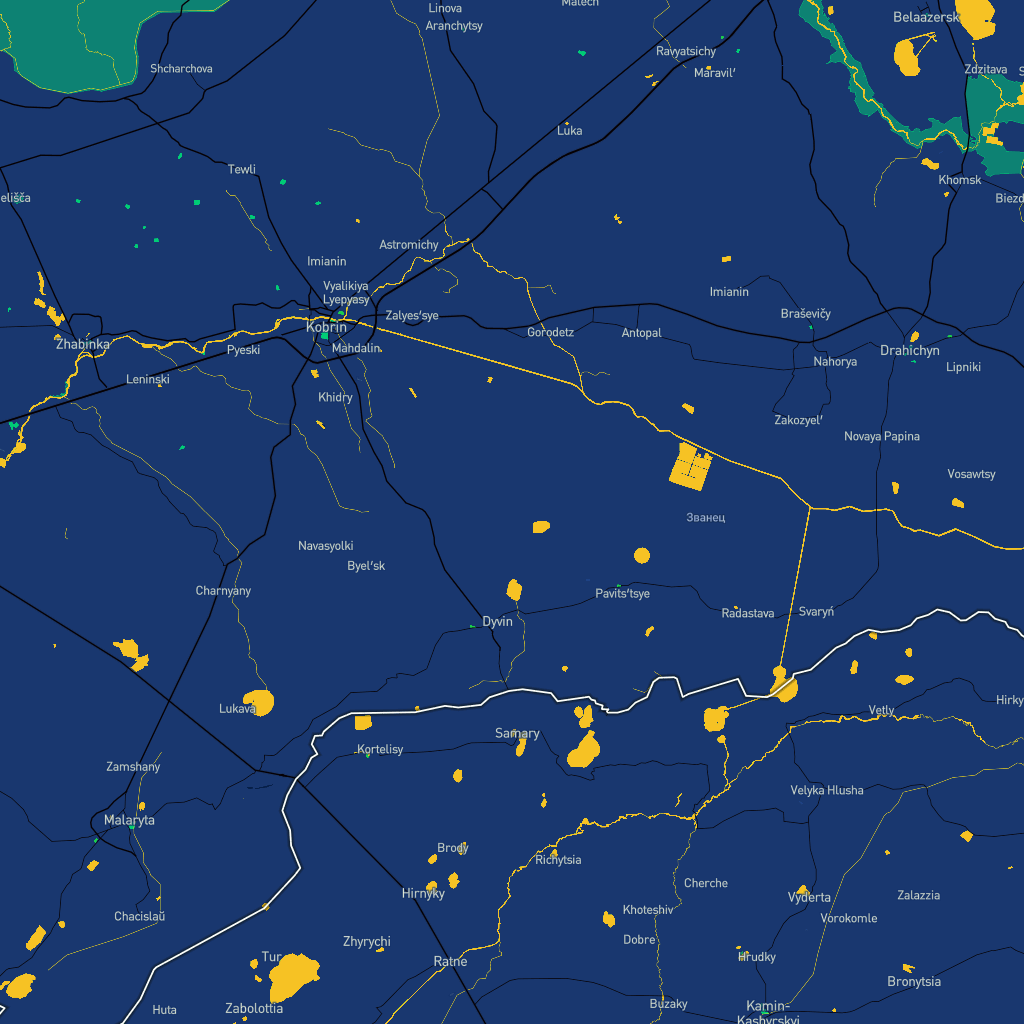 Malech
Linova
Aranchytsy
Belaazersk
Ravyatsichy
Maravil’
Zdzitava
S
Shcharchova
Luka
Tewli
Khomsk
elišča
Biezd
Astromichy
Imianin
Vyalikiya
Lyepyasy
Imianin
Zalyes’sye
Braševičy
Kobrin
Gorodetz
Antopal
Zhabinka
Pyeski
Mahdalin
Drahichyn
Nahorya
Lipniki
Leninski
Khidry
Zakozyel’
Novaya Papina
Vosawtsy
Званец
Navasyolki
Byel’sk
Charnyany
Pavits’tsye
Radastava
Svaryń
Dyvin
Lukava
Hirky
Vetly
Samary
Kortelisy
Zamshany
Velyka Hlusha
Malaryta
Brody
Richytsia
Cherche
Hirnyky
Vyderta
Zalazzia
Chacislaŭ
Khoteshiv
Vorokomle
Zhyrychi
Dobre
Tur
Ratne
Hrudky
Bronytsia
Huta
Zabolottia
Buzaky
Kamin-
Kashyrskyi